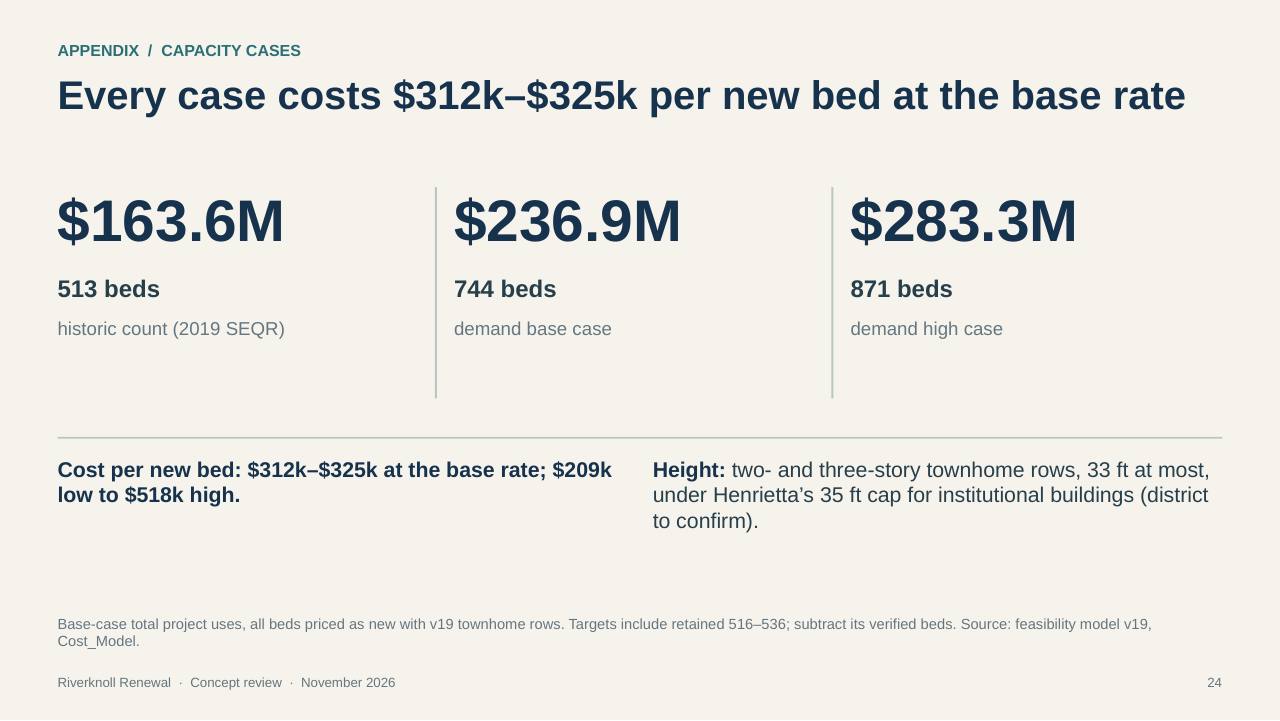 APPENDIX / CAPACITY CASES
Every case costs $312k–$325k per new bed at the base rate
$163.6M
513 beds
historic count (2019 SEQR)
$236.9M
744 beds
demand base case
$283.3M
871 beds
demand high case
Cost per new bed: $312k–$325k at the base rate; $209k
low to $518k high.
Height: two- and three-story townhome rows, 33 ft at most,
under Henrietta’s 35 ft cap for institutional buildings (district
to confirm).
Base-case total project uses, all beds priced as new with v19 townhome rows. Targets include retained 516–536; subtract its verified beds. Source: feasibility model v19,
Cost_Model.
Riverknoll Renewal · Concept review · November 2026
24